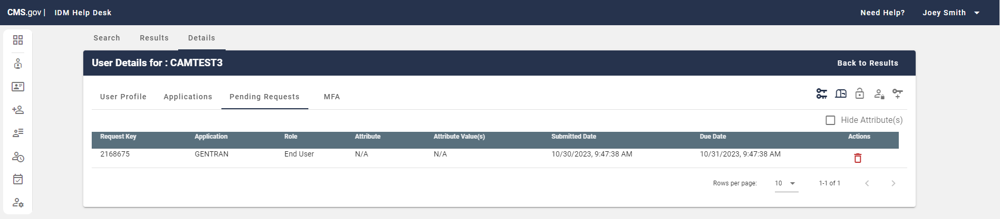 CMS.gov | IDM Help Desk Need Help? Joey Smith
Search Results Details
User Details for : CAMTEST3 Back to Results
User Profile Applications Pending Requests MFA
Hide Attribute(s)
Request Key Application Role Attribute Attribute Value(s) Submitted Date Due Date Actions
2168675 GENTRAN End User N/A N/A 10/30/2023, 9:47:38 AM 10/31/2023, 9:47:38 AM
Rows per page: 10 1-1 of 1